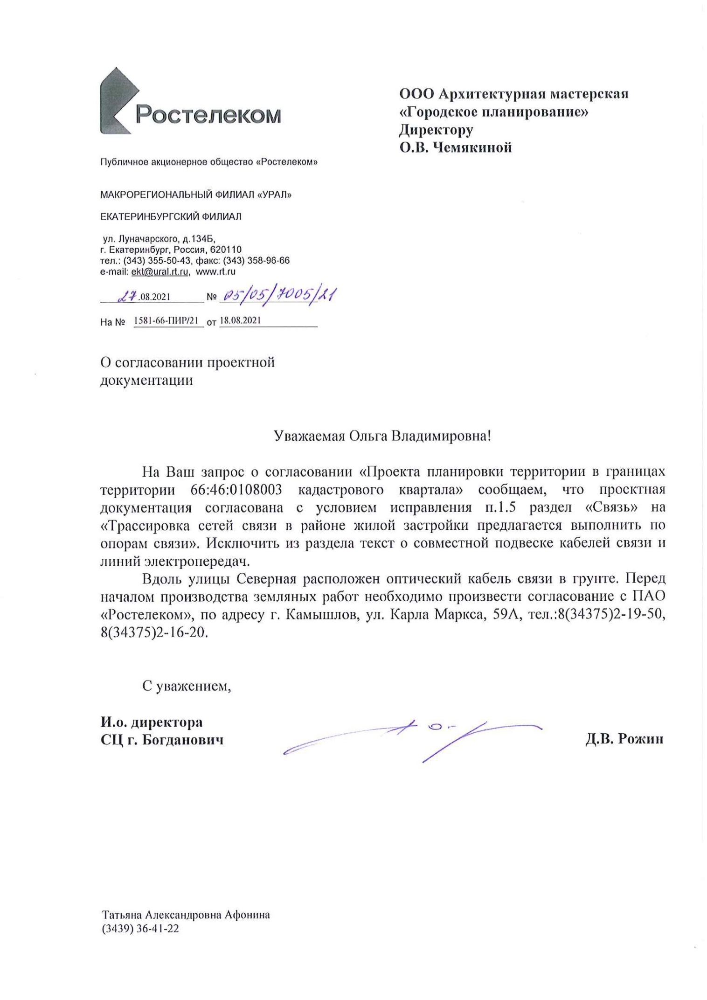 Ростелеком
ООО Архитектурная мастерская
«Городское планирование»
Директору
О.В. Чемякиной
Публичное акционерное общество «Ростелеком»
МАКРОРЕГИОНАЛЬНЫЙ ФИЛИАЛ «УРАЛ»
ЕКАТЕРИНБУРГСКИЙ ФИЛИАЛ
ул. Луначарского, д.134Б,
г. Екатеринбург, Россия, 620110
тел.: (343) 355-50-43, факс: (343) 358-96-66
e-mail: ekt@ural.rt.ru, www.rt.ru
27.08.2021 № 05/05/7005/21
На № 1581-66-ПИР/21 от 18.08.2021
О согласовании проектной
документации
Уважаемая Ольга Владимировна!
На Ваш запрос о согласовании «Проекта планировки территории в границах
территории 66:46:0108003 кадастрового квартала» сообщаем, что проектная
документация согласована с условием исправления п.1.5 раздел «Связь» на
«Трассировка сетей связи в районе жилой застройки предлагается выполнить по
опорам связи». Исключить из раздела текст о совместной подвеске кабелей связи и
линий электропередач.
Вдоль улицы Северная расположен оптический кабель связи в грунте. Перед
началом производства земляных работ необходимо произвести согласование с ПАО
«Ростелеком», по адресу г. Камышлов, ул. Карла Маркса, 59А, тел.:8(34375)2-19-50,
8(34375)2-16-20.
С уважением,
И.о. директора
СЦ г. Богданович
Д.В. Рожин
Татьяна Александровна Афонина
(3439) 36-41-22